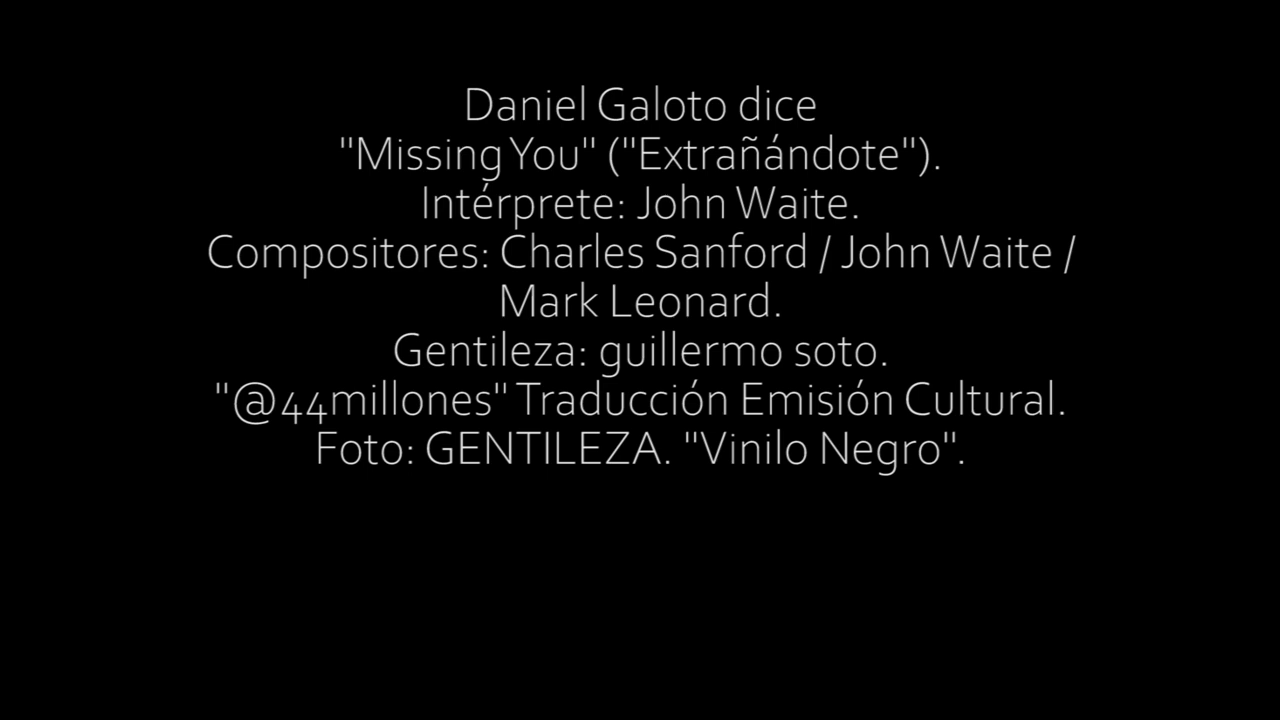 Daniel Galoto dice
"Missing You" ("Extrañándote").
Intérprete: John Waite.
Compositores: Charles Sanford / John Waite /
Mark Leonard.
Gentileza: guillermo soto.
"@44millones" Traducción Emisión Cultural.
Foto: GENTILEZA. "Vinilo Negro".